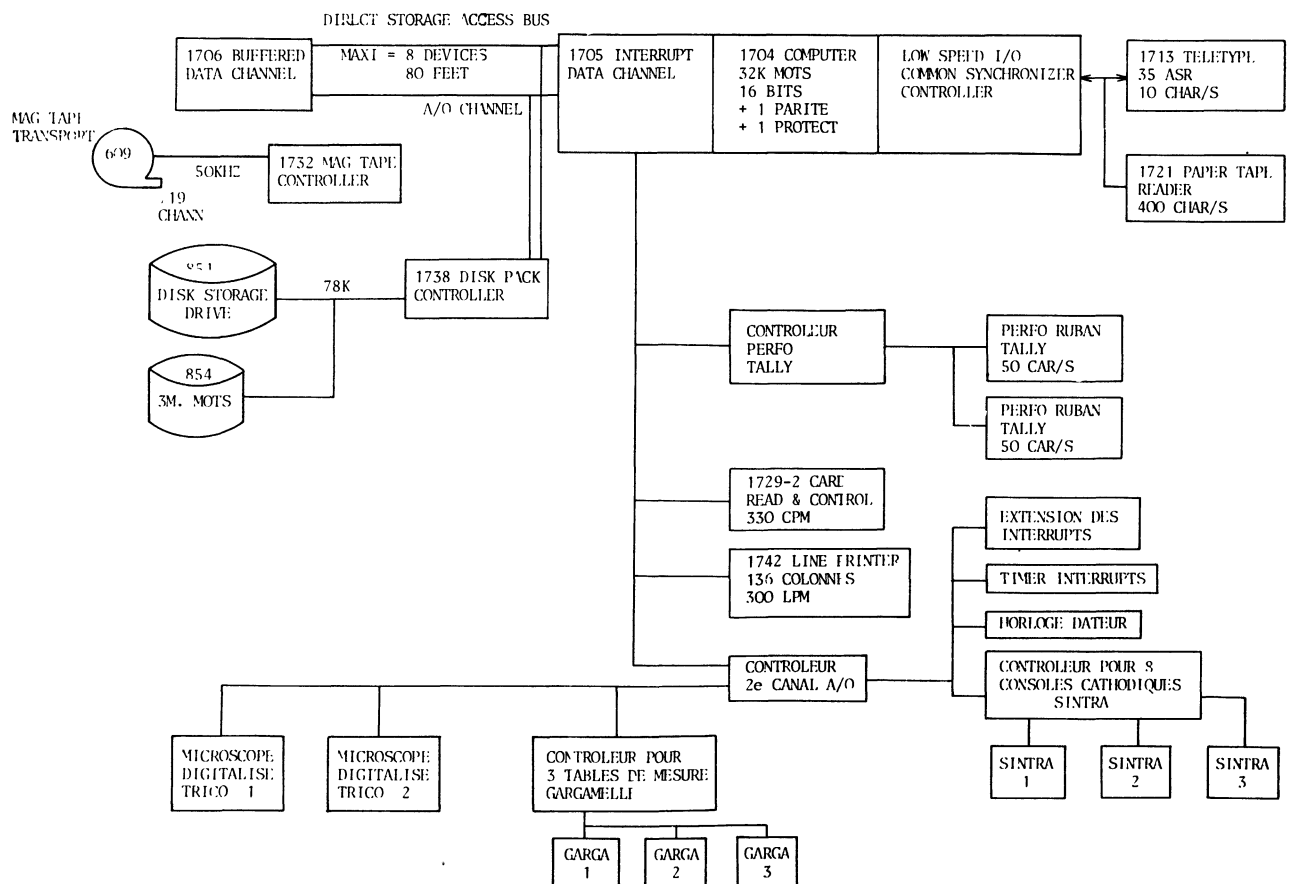 DIRECT STORAGE ACCESS BUS
1706 BUFFERED
DATA CHANNEL
MAXI = 8 DEVICES
80 FEET
A/O CHANNEL
1705 INTERRUPT
DATA CHANNEL
1704 COMPUTER
32K MOTS
16 BITS
+ 1 PARITE
+ 1 PROTECT
LOW SPEED I/O
COMMON SYNCHRONIZER
CONTROLLER
1713 TELETYPE
35 ASR
10 CHAR/S
1721 PAPER TAPE
READER
400 CHAR/S
MAG TAPE
TRANSPORT
609
50KHZ
19
CHANN
1732 MAG TAPE
CONTROLLER
854
DISK STORAGE
DRIVE
78K
1738 DISK PACK
CONTROLLER
854
3M. MOTS
CONTROLEUR
PERFO
TALLY
PERFO RUBAN
TALLY
50 CAR/S
PERFO RUBAN
TALLY
50 CAR/S
1729-2 CARD
READ & CONTROL
330 CPM
1742 LINE PRINTER
136 COLONNES
300 LPM
EXTENSION DES
INTERRUPTS
TIMER INTERRUPTS
HORLOGE DATEUR
CONTROLEUR
2e CANAL A/O
CONTROLEUR POUR 8
CONSOLES CATHODIQUES
SINTRA
SINTRA
1
SINTRA
2
SINTRA
3
MICROSCOPE
DIGITALISE
TRICO 1
MICROSCOPE
DIGITALISE
TRICO 2
CONTROLEUR POUR
3 TABLES DE MESURE
GARGAMELLE
GARGA
1
GARGA
2
GARGA
3